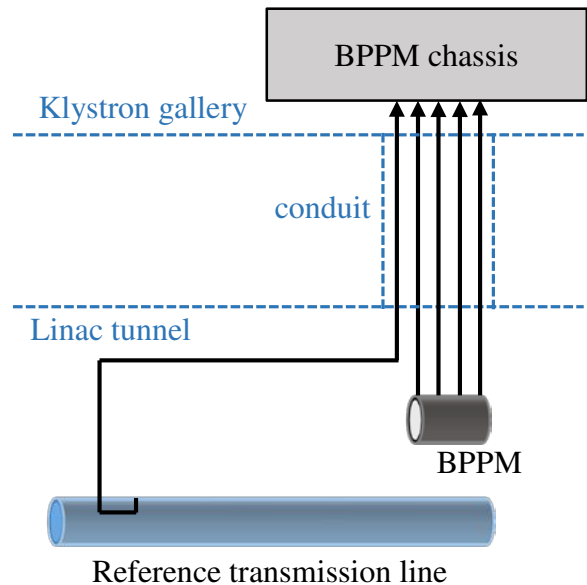 BPPM chassis
Klystron gallery
conduit
Linac tunnel
BPPM
Reference transmission line